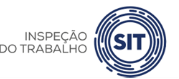 INSPEÇÃO
DO TRABALHO
SIT